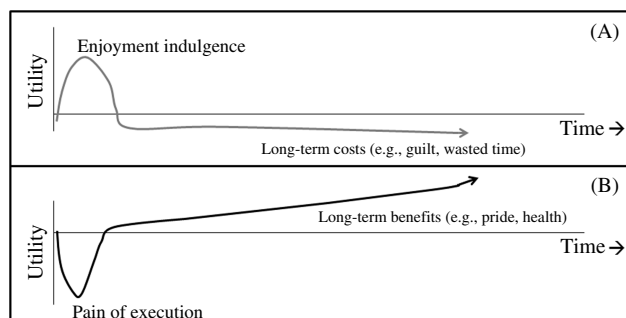 (A)
Enjoyment indulgence
Utility
Time →
Long-term costs (e.g., guilt, wasted time)
(B)
Long-term benefits (e.g., pride, health)
Utility
Time →
Pain of execution